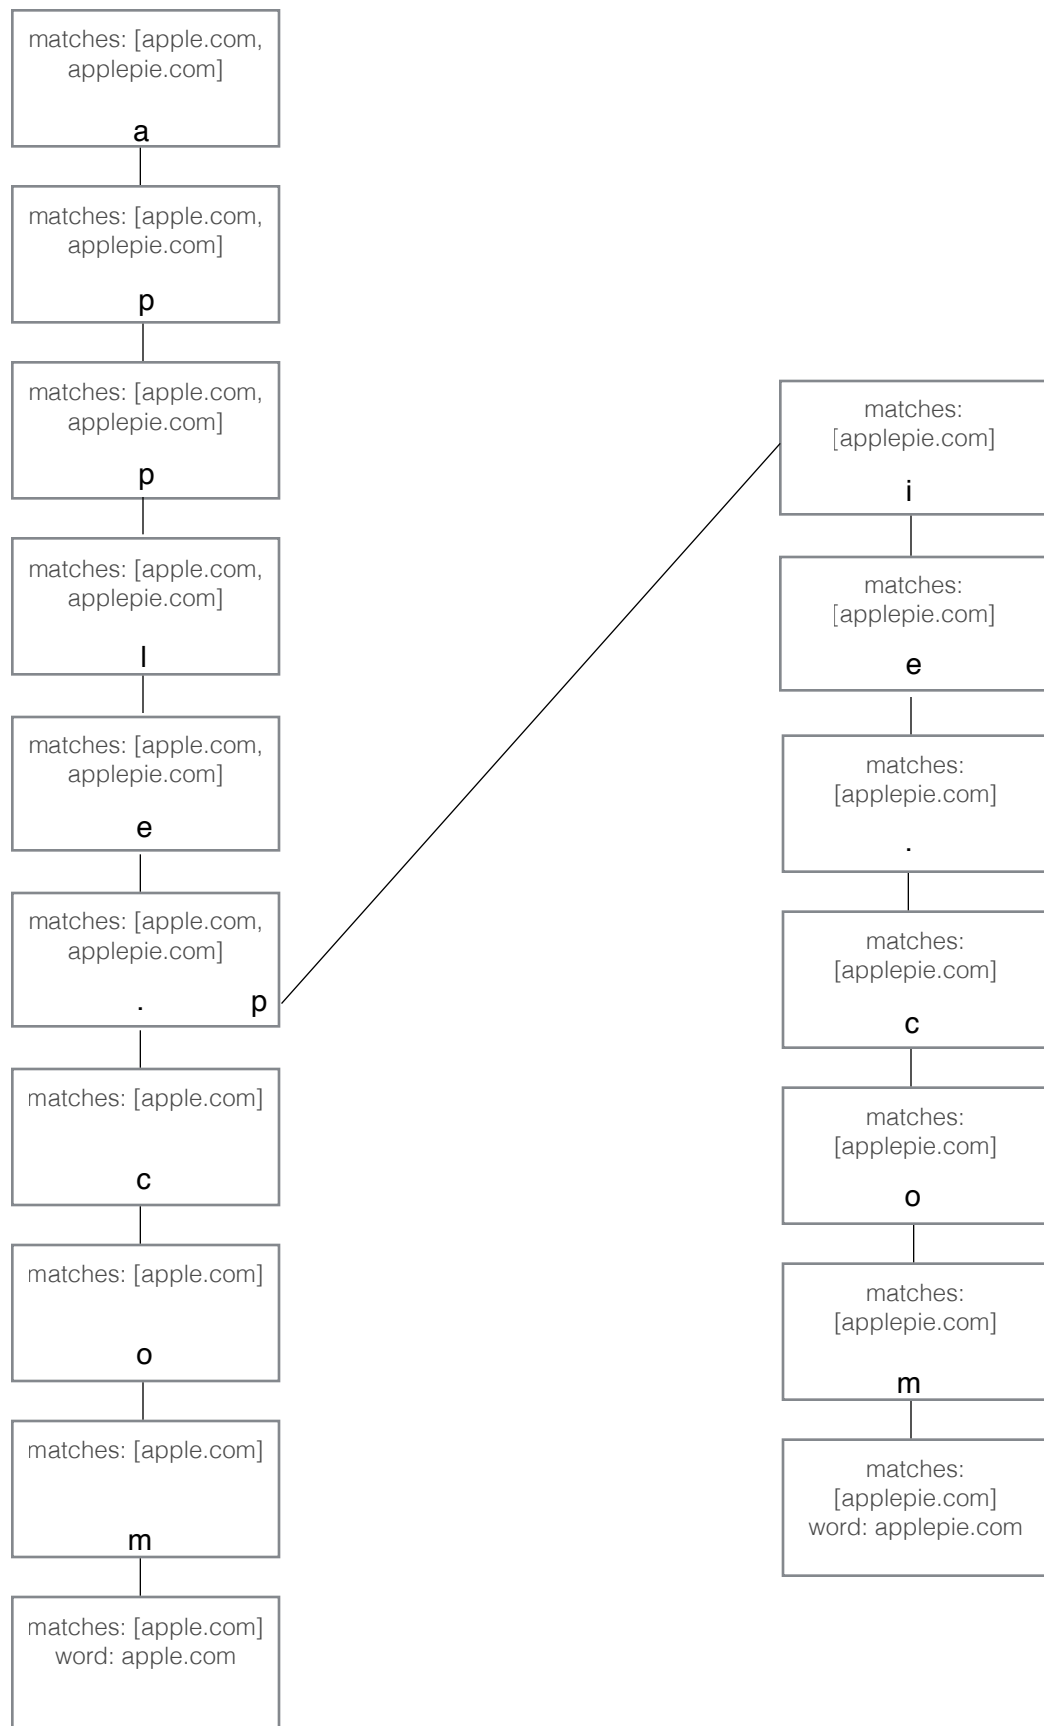 matches: [apple.com,
applepie.com]
a
matches: [apple.com,
applepie.com]
p
matches: [apple.com,
applepie.com]
p
matches: [apple.com,
applepie.com]
l
matches: [apple.com,
applepie.com]
e
matches: [apple.com,
applepie.com]
. p
matches: [apple.com]
c
matches: [apple.com]
o
matches: [apple.com]
m
matches: [apple.com]
word: apple.com
matches:
[applepie.com]
i
matches:
[applepie.com]
e
matches:
[applepie.com]
.
matches:
[applepie.com]
c
matches:
[applepie.com]
o
matches:
[applepie.com]
m
matches:
[applepie.com]
word: applepie.com